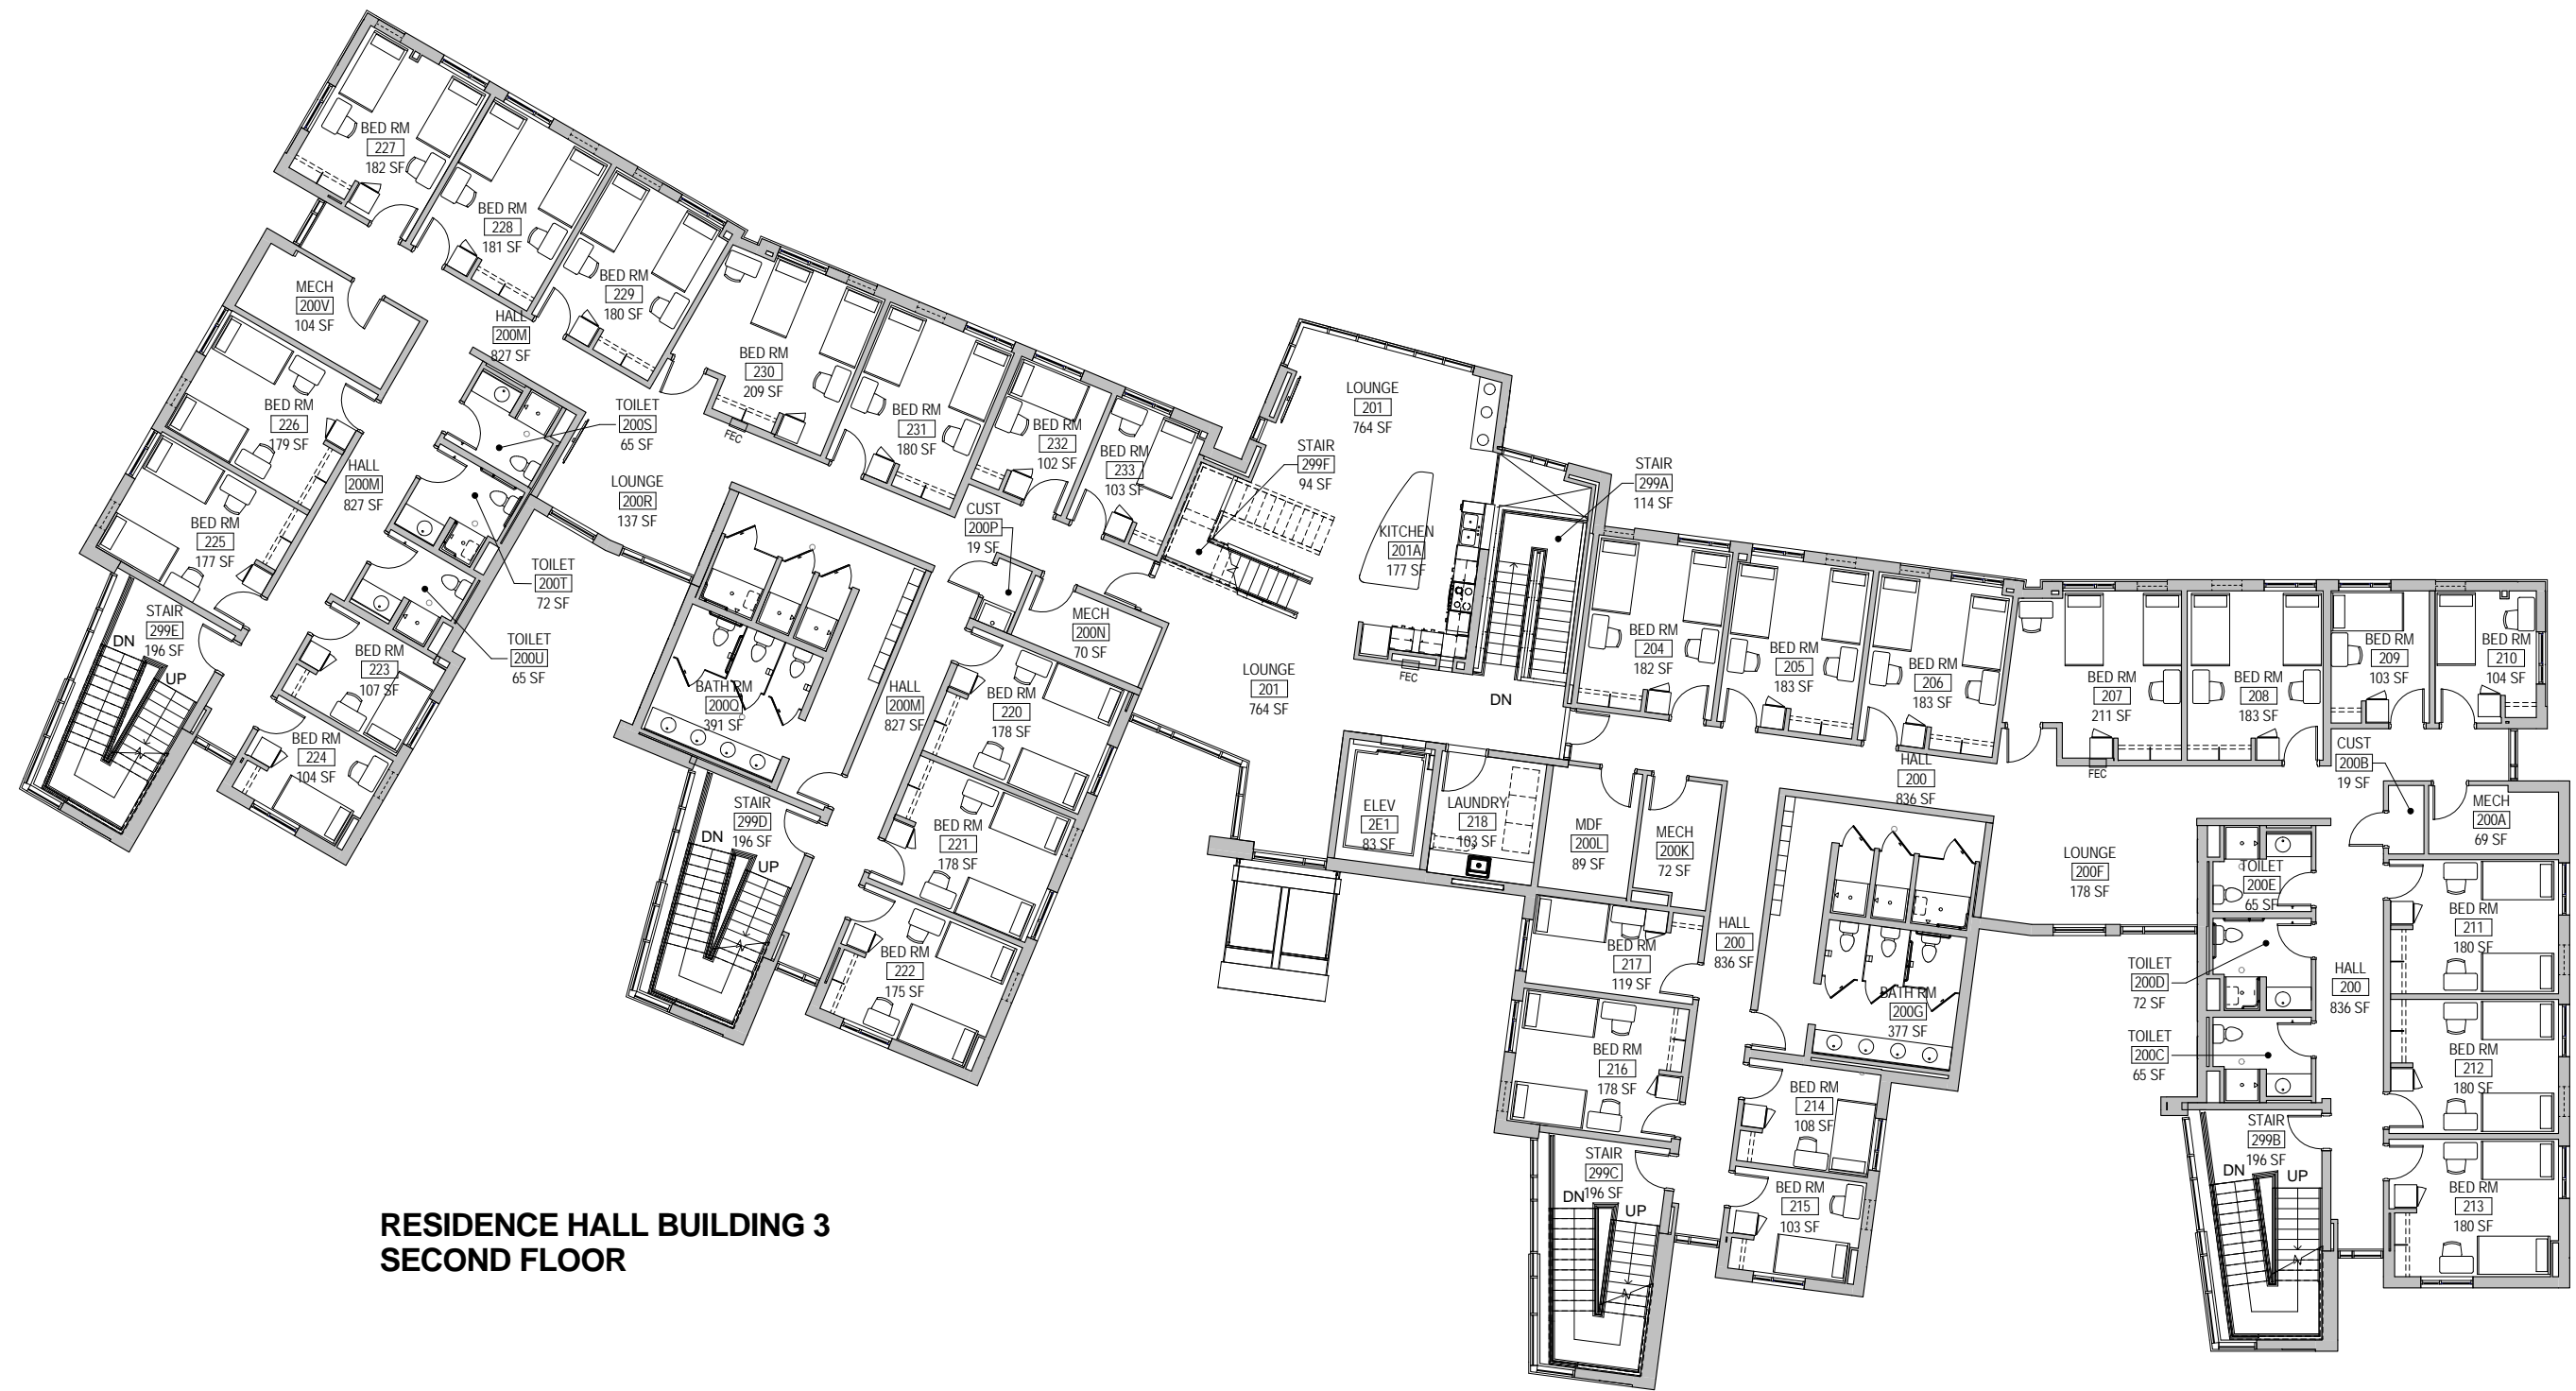 BED RM
227
182 SF
BED RM
228
181 SF
BED RM
229
180 SF
MECH
200V
104 SF
HALL
200M
827 SF
BED RM
230
209 SF
FEC
BED RM
231
180 SF
BED RM
232
102 SF
BED RM
233
103 SF
BED RM
226
179 SF
HALL
200M
827 SF
TOILET
200S
65 SF
LOUNGE
200R
137 SF
CUST
200P
19 SF
BED RM
225
177 SF
TOILET
200T
72 SF
TOILET
200U
65 SF
STAIR
299E
196 SF
DN
UP
BED RM
223
107 SF
BED RM
224
104 SF
BATH RM
200Q
391 SF
HALL
200M
827 SF
MECH
200N
70 SF
BED RM
220
178 SF
BED RM
221
178 SF
BED RM
222
175 SF
STAIR
299D
196 SF
DN
UP
LOUNGE
201
764 SF
STAIR
299F
94 SF
KITCHEN
201A
177 SF
FEC
LOUNGE
201
764 SF
STAIR
299A
114 SF
DN
BED RM
204
182 SF
BED RM
205
183 SF
BED RM
206
183 SF
BED RM
207
211 SF
FEC
BED RM
208
183 SF
BED RM
209
103 SF
BED RM
210
104 SF
HALL
200
836 SF
CUST
200B
19 SF
MECH
200A
69 SF
ELEV
2E1
83 SF
LAUNDRY
218
103 SF
MDF
200L
89 SF
MECH
200K
72 SF
LOUNGE
200F
178 SF
TOILET
200E
65 SF
BED RM
211
180 SF
BED RM
217
119 SF
HALL
200
836 SF
BATH RM
200G
377 SF
TOILET
200D
72 SF
HALL
200
836 SF
TOILET
200C
65 SF
BED RM
212
180 SF
BED RM
216
178 SF
BED RM
214
108 SF
BED RM
215
103 SF
STAIR
299C
196 SF
DN
UP
STAIR
299B
196 SF
DN
UP
BED RM
213
180 SF
RESIDENCE HALL BUILDING 3
SECOND FLOOR